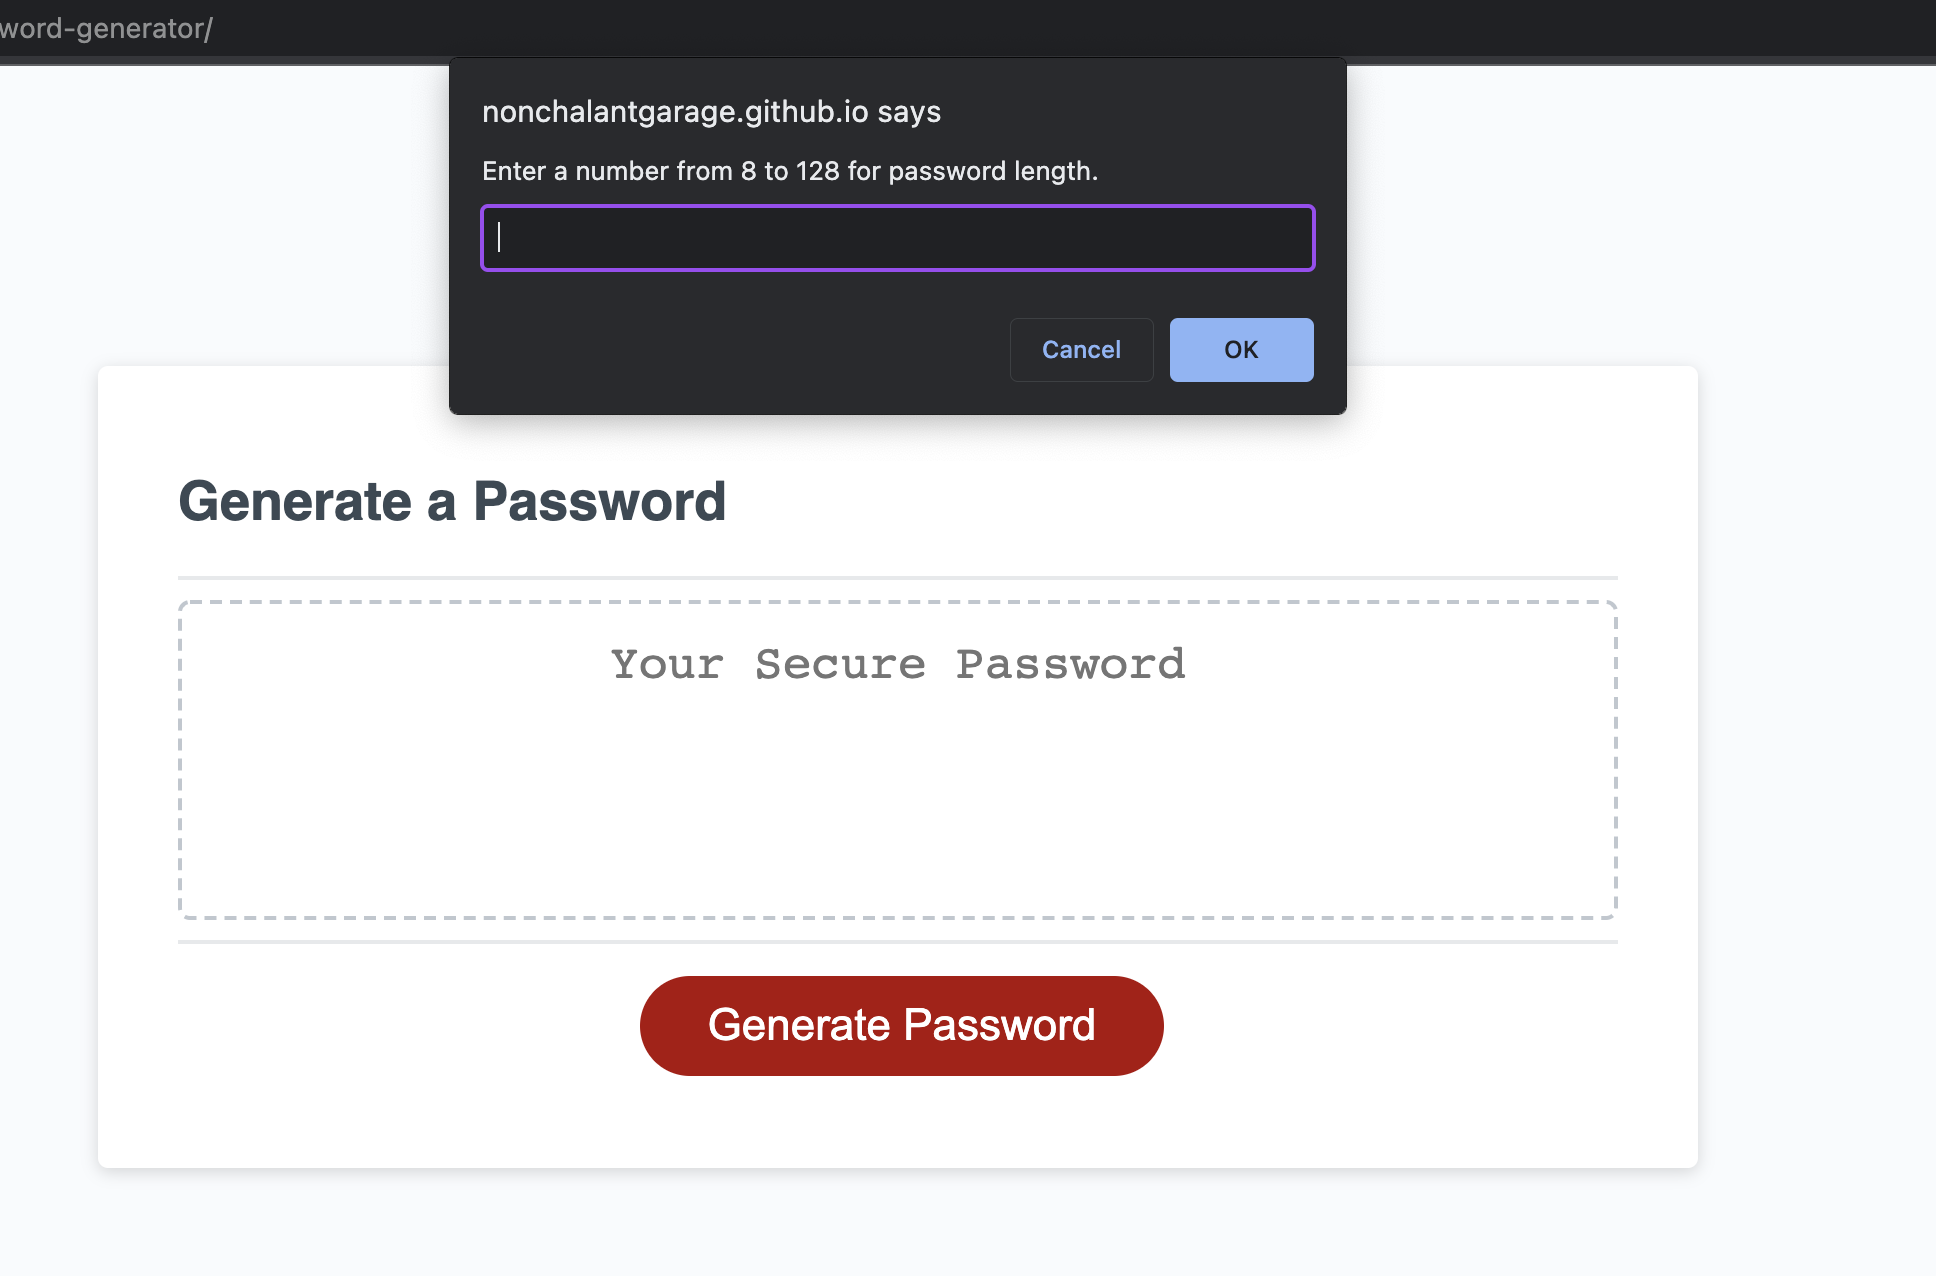 word-generator/
nonchalantgarage.github.io says
Enter a number from 8 to 128 for password length.
Cancel
OK
Generate a Password
Your Secure Password
Generate Password